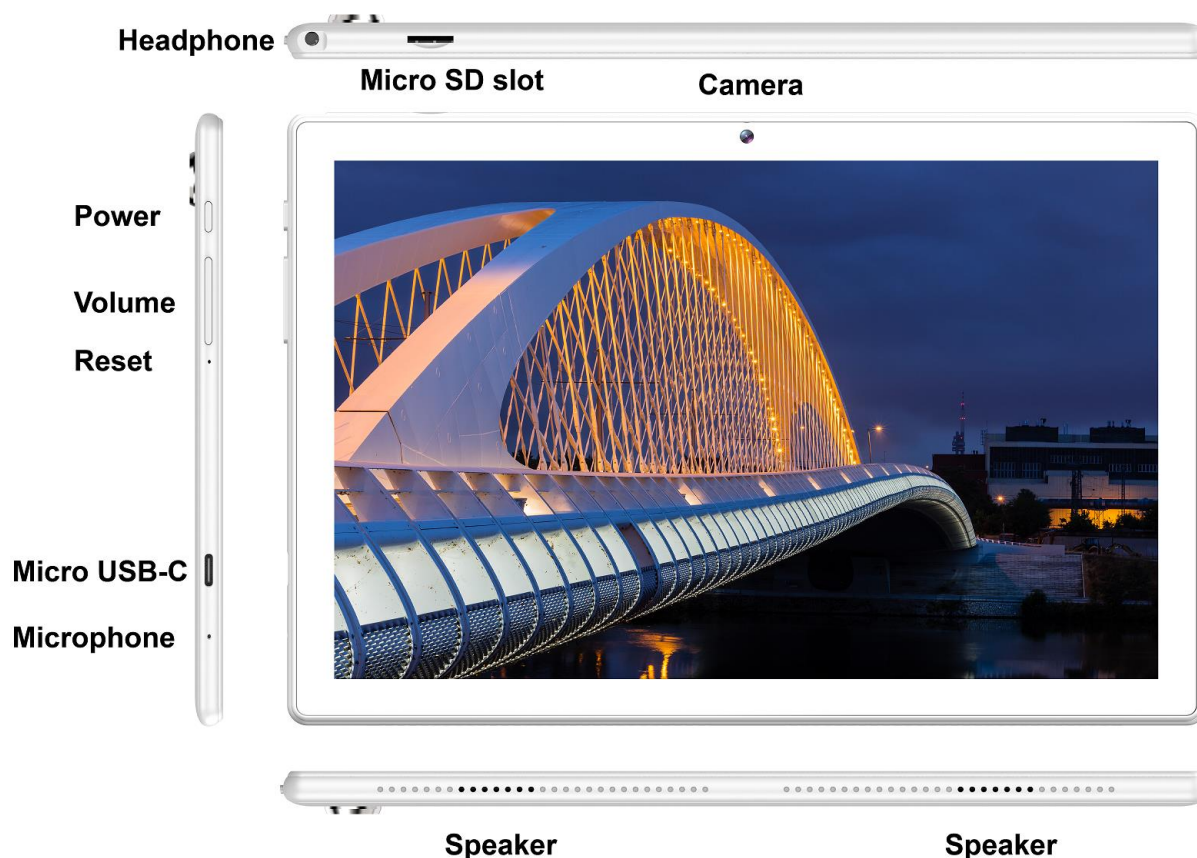 Headphone
Micro SD slot
Camera
Power
Volume
Reset
Micro USB-C
Microphone
Speaker
Speaker